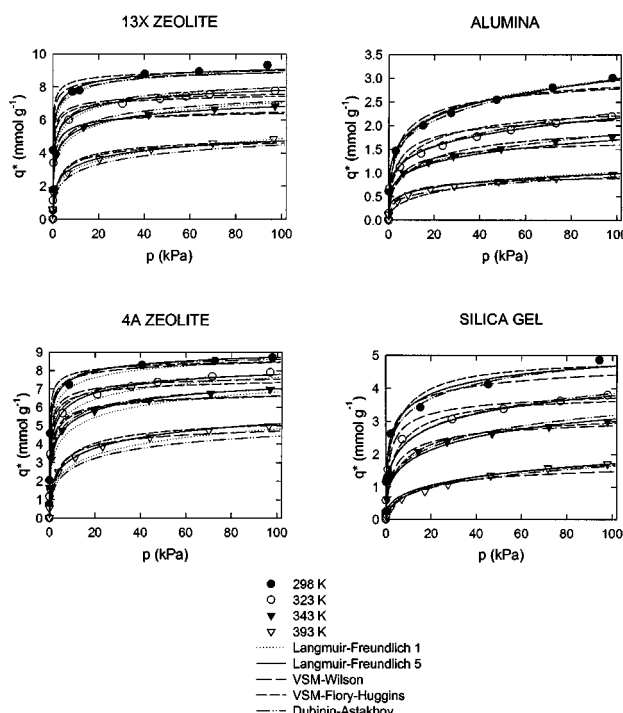 13X ZEOLITE
10
8
6
4
2
0
q* (mmol g⁻¹)
0 20 40 60 80 100
p (kPa)
ALUMINA
3.5
3.0
2.5
2.0
1.5
1.0
0.5
0.0
q* (mmol g⁻¹)
0 20 40 60 80 100
p (kPa)
4A ZEOLITE
9
8
7
6
5
4
3
2
1
0
q* (mmol g⁻¹)
0 20 40 60 80 100
p (kPa)
SILICA GEL
5
4
3
2
1
0
q* (mmol g⁻¹)
0 20 40 60 80 100
p (kPa)
298 K
323 K
343 K
393 K
Langmuir-Freundlich 1
Langmuir-Freundlich 5
VSM-Wilson
VSM-Flory-Huggins
Dubinin-Astakhov